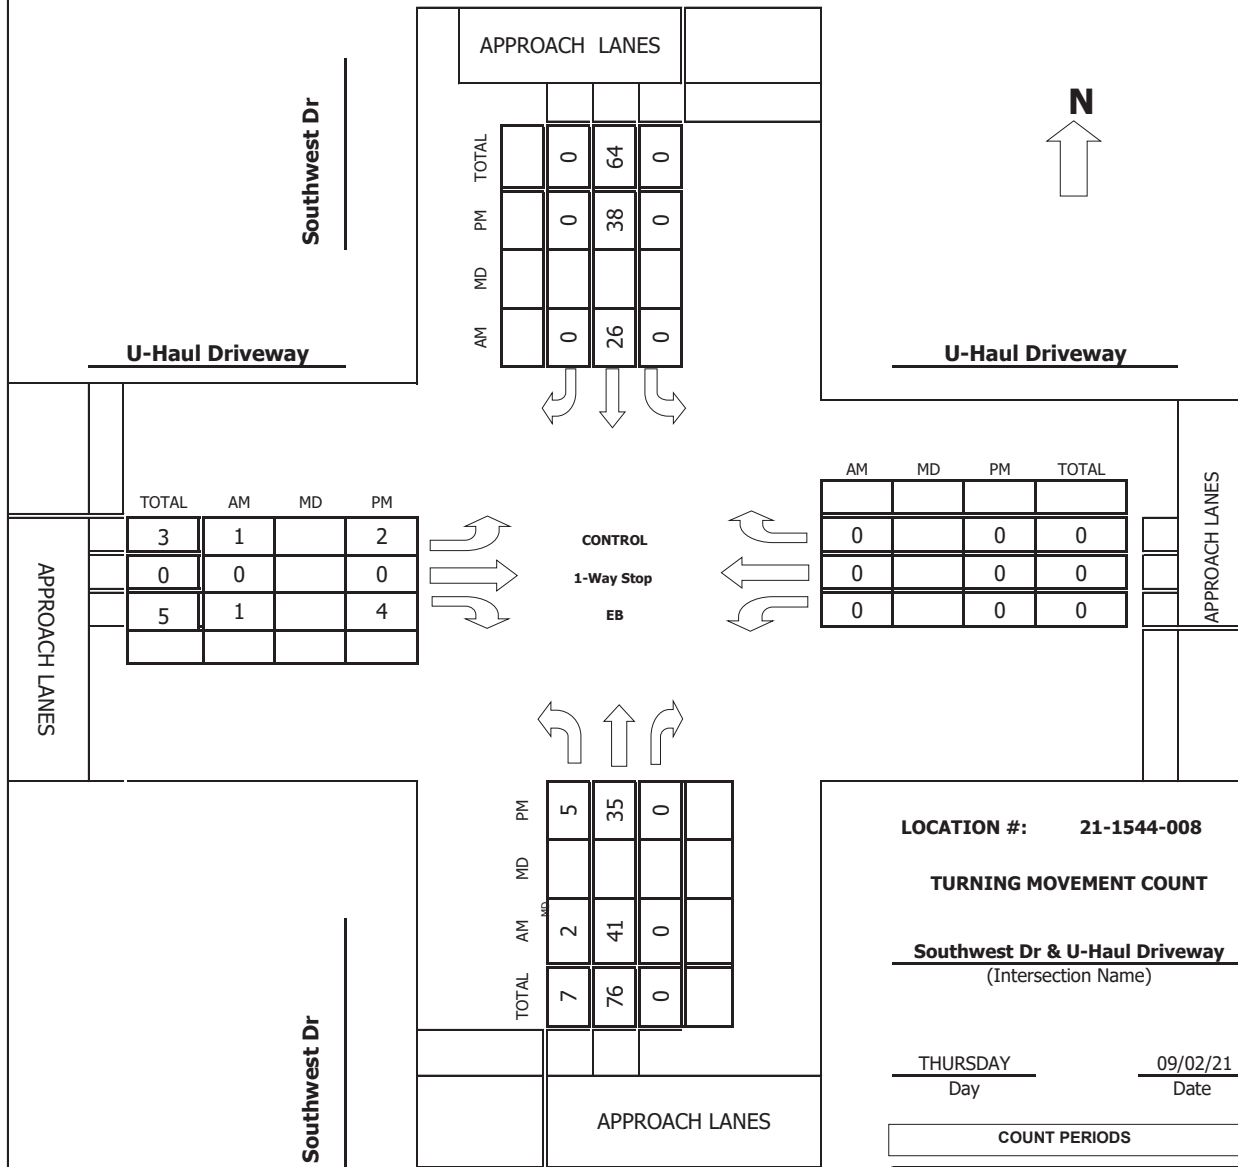 APPROACH LANES
Southwest Dr
N
TOTAL 0 64 0
PM 0 38 0
MD
AM 0 26 0
U-Haul Driveway
U-Haul Driveway
TOTAL AM MD PM
3 1 2
0 0 0
5 1 4
APPROACH LANES
CONTROL
1-Way Stop
EB
AM MD PM TOTAL
0 0 0
0 0 0
0 0 0
APPROACH LANES
PM 5 35 0
MD
MD
AM 2 41 0
TOTAL 7 76 0
Southwest Dr
APPROACH LANES
LOCATION #: 21-1544-008
TURNING MOVEMENT COUNT
Southwest Dr & U-Haul Driveway
(Intersection Name)
THURSDAY 09/02/21
Day Date
COUNT PERIODS